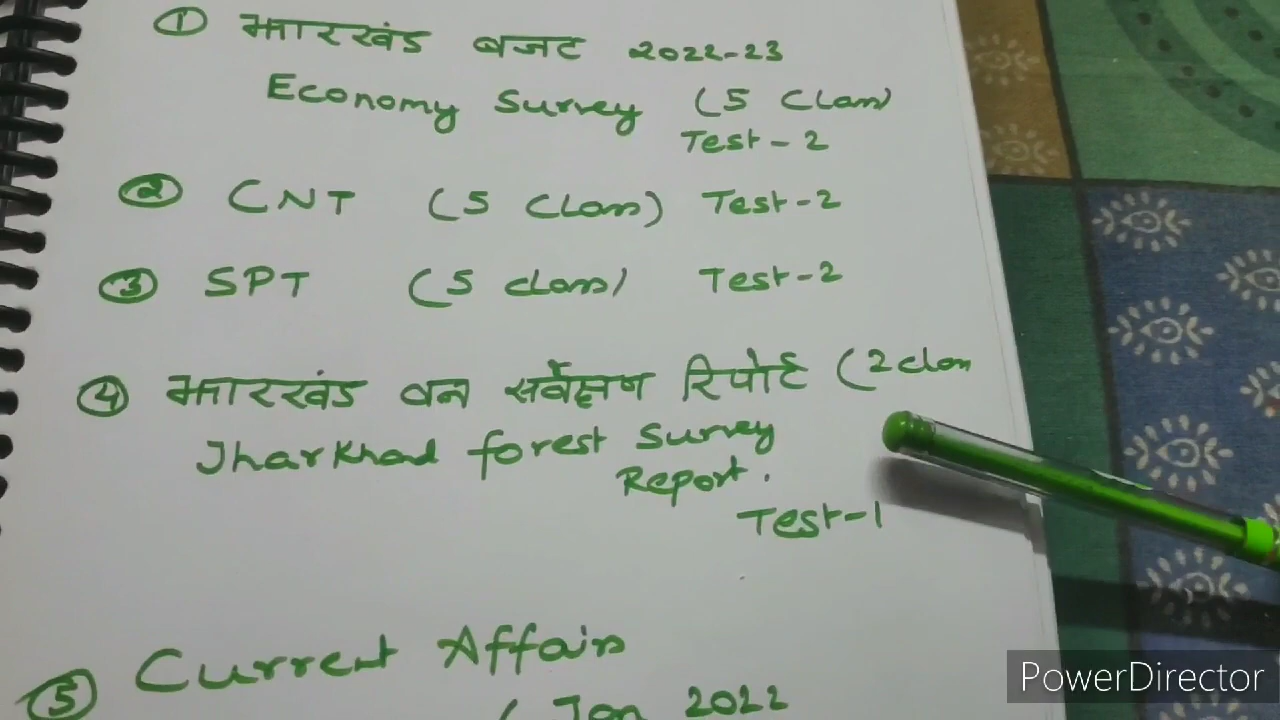 ① झारखंड बजट 2022-23
Economy Survey (5 Class)
Test - 2
② CNT (5 Class) Test-2
③ SPT (5 class) Test-2
④ झारखंड वन सर्वेक्षण रिपोर्ट (2 class
Jharkhad forest Survey
Report.
Test-1
⑤ Current Affair
( Jan 2022
PowerDirector